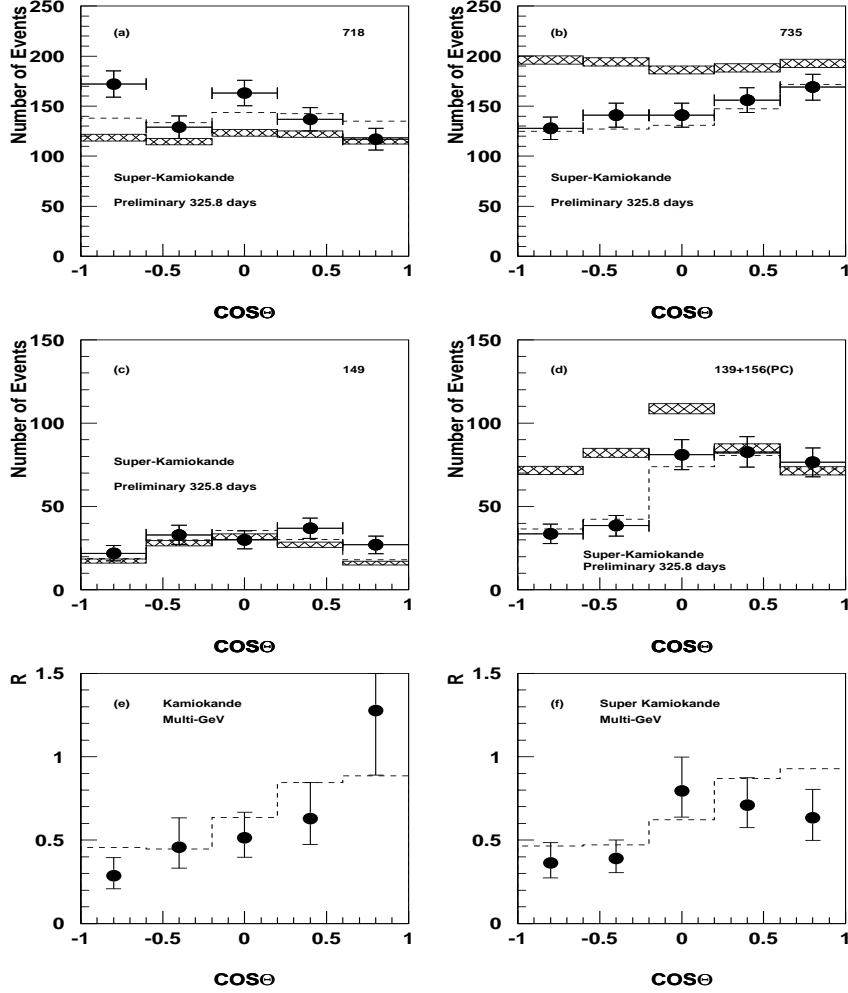 Number of Events
250
200
150
100
50
0
(a)
718
Super-Kamiokande
Preliminary 325.8 days
-1
-0.5
0
0.5
1
COSΘ
Number of Events
250
200
150
100
50
0
(b)
735
Super-Kamiokande
Preliminary 325.8 days
-1
-0.5
0
0.5
1
COSΘ
Number of Events
150
100
50
0
(c)
149
Super-Kamiokande
Preliminary 325.8 days
-1
-0.5
0
0.5
1
COSΘ
Number of Events
150
100
50
0
(d)
139+156(PC)
Super-Kamiokande
Preliminary 325.8 days
-1
-0.5
0
0.5
1
COSΘ
R
1.5
1
0.5
0
(e)
Kamiokande
Multi-GeV
-1
-0.5
0
0.5
1
COSΘ
R
1.5
1
0.5
0
(f)
Super Kamiokande
Multi-GeV
-1
-0.5
0
0.5
1
COSΘ